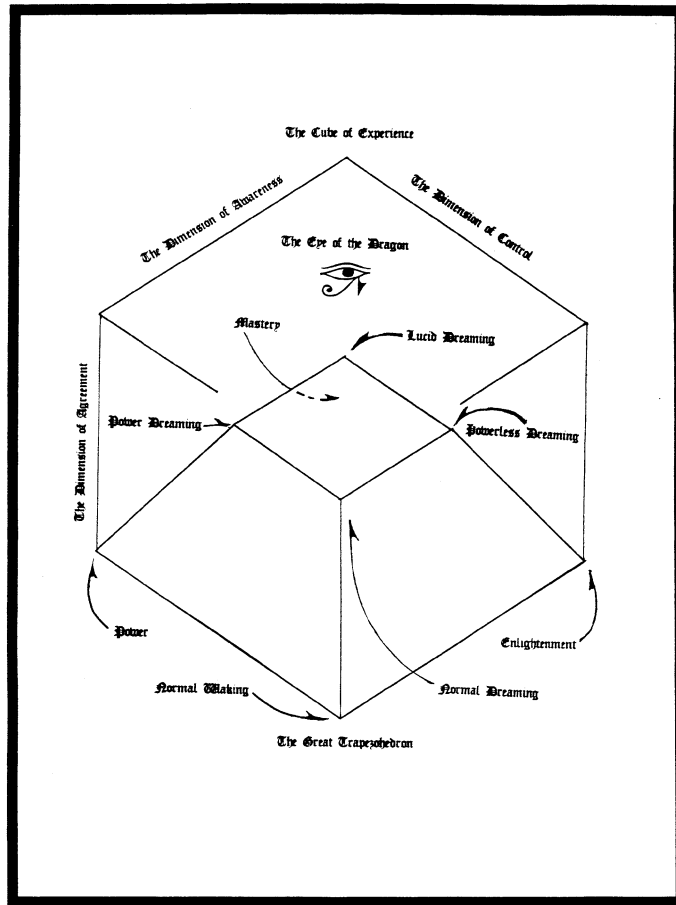 The Cube of Experience
The Dimension of Awareness
The Dimension of Control
The Eye of the Dragon
Mastery
Lucid Dreaming
The Dimension of Agreement
Power Dreaming
Powerless Dreaming
Power
Enlightenment
Normal Waking
Normal Dreaming
The Great Trapezohedron